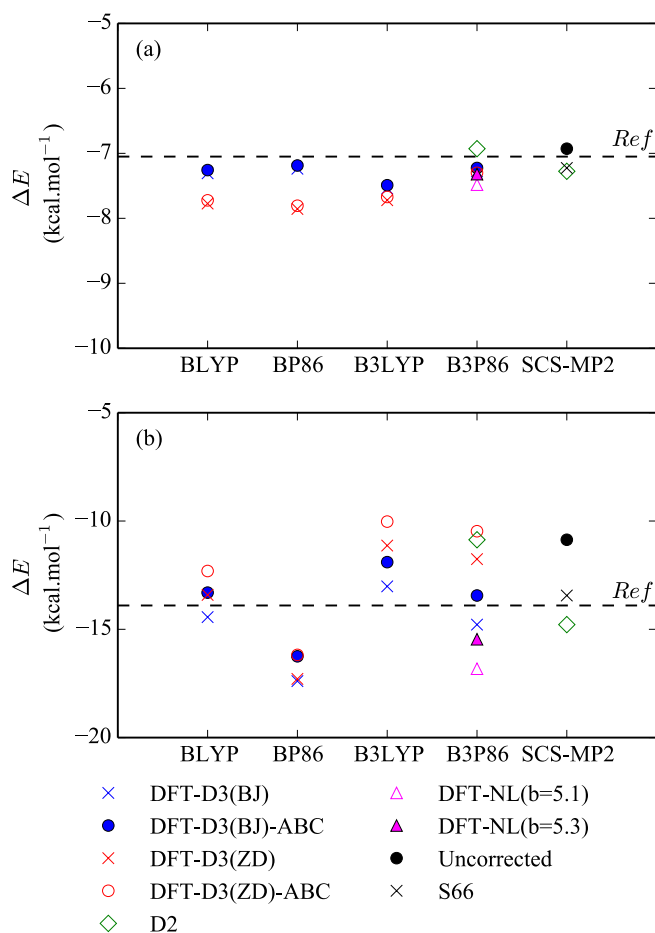 −5
(a)
−6
Ref
−7
ΔE
(kcal.mol⁻¹)
−8
−9
−10
BLYP BP86 B3LYP B3P86 SCS-MP2
−5
(b)
−10
ΔE
(kcal.mol⁻¹)
Ref
−15
−20
BLYP BP86 B3LYP B3P86 SCS-MP2
DFT-D3(BJ) DFT-NL(b=5.1)
DFT-D3(BJ)-ABC DFT-NL(b=5.3)
DFT-D3(ZD) Uncorrected
DFT-D3(ZD)-ABC S66
D2